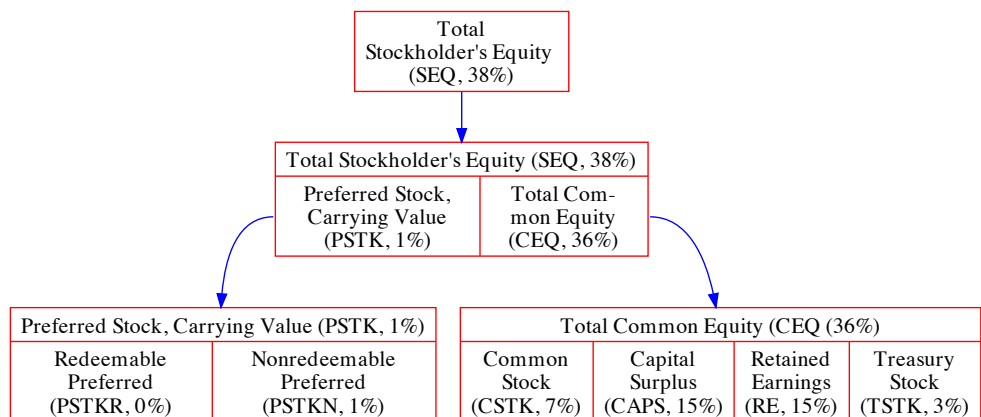 Total
Stockholder's Equity
(SEQ, 38%)
Total Stockholder's Equity (SEQ, 38%)
Preferred Stock,
Carrying Value
(PSTK, 1%)
Total Com-
mon Equity
(CEQ, 36%)
Preferred Stock, Carrying Value (PSTK, 1%)
Redeemable
Preferred
(PSTKR, 0%)
Nonredeemable
Preferred
(PSTKN, 1%)
Total Common Equity (CEQ (36%)
Common
Stock
(CSTK, 7%)
Capital
Surplus
(CAPS, 15%)
Retained
Earnings
(RE, 15%)
Treasury
Stock
(TSTK, 3%)